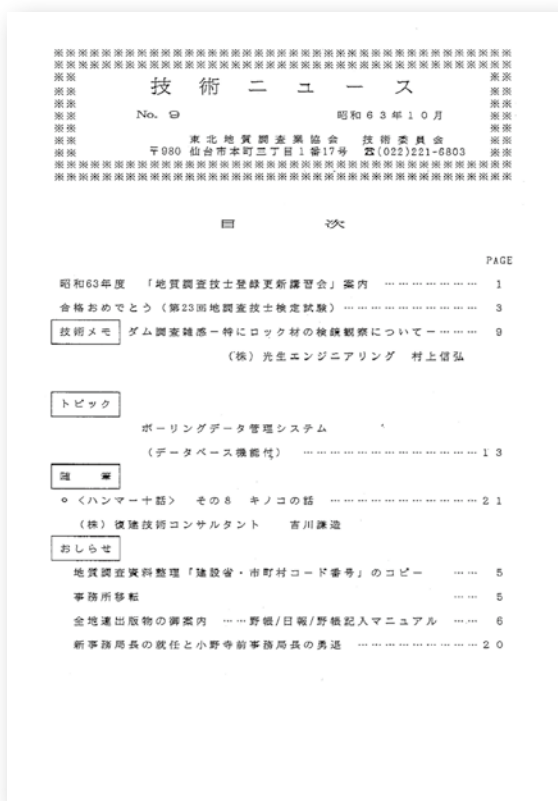 ※※※※※※※※※※※※※※※※※※※※※※※※※※※※※※※※※※※※※※※※
※※※※※※※※※※※※※※※※※※※※※※※※※※※※※※※※※※※※※※※※
技術ニュース
No. 9 昭和63年10月
東北地質調査業協会 技術委員会
〒980 仙台市本町三丁目1番17号 ☎(022)221-6803
※※※※※※※※※※※※※※※※※※※※※※※※※※※※※※※※※※※※※※※※
※※※※※※※※※※※※※※※※※※※※※※※※※※※※※※※※※※※※※※※※
目 次
PAGE
昭和63年度 「地質調査技士登録更新講習会」案内 ………………… 1
合格おめでとう(第23回地調査技士検定試験)………………… 3
技術メモ ダム調査雑感-特にロック材の検鏡観察について-…… 9
(株)光生エンジニアリング 村上信弘
トピック
ボーリングデータ管理システム
(データベース機能付) ………………………… 13
随 筆
○ <ハンマー十話> その8 キノコの話 ……………………… 21
(株)復建技術コンサルタント 吉川謙造
おしらせ
地質調査資料整理「建設省・市町村コード番号」のコピー …… 5
事務所移転 …… 5
全地連出版物の御案内 ……野帳/日報/野帳記入マニュアル …… 6
新事務局長の就任と小野寺前事務局長の勇退 ………………… 20